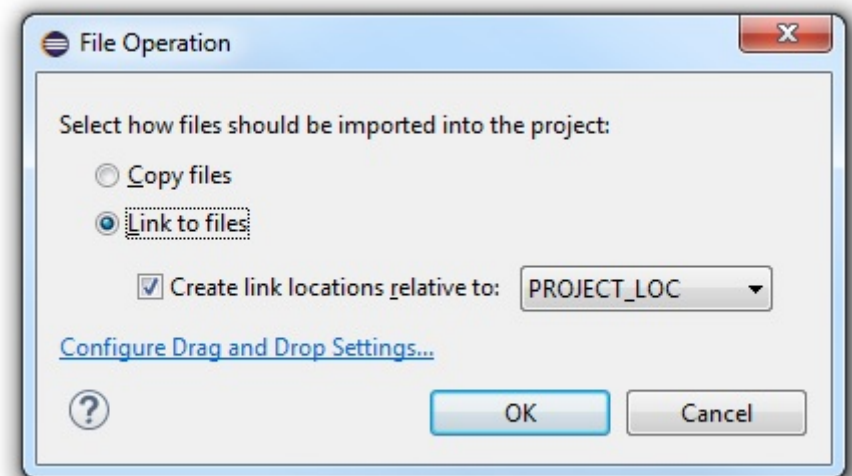 File Operation
Select how files should be imported into the project:
Copy files
Link to files
Create link locations relative to: PROJECT_LOC
Configure Drag and Drop Settings...
? OK Cancel